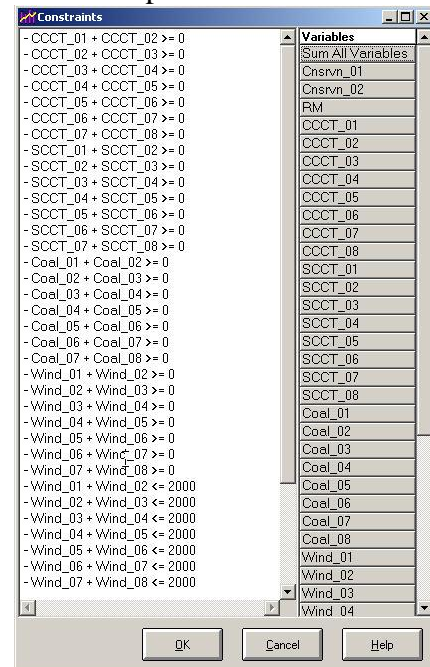 Constraints
- CCCT_01 + CCCT_02 >= 0
- CCCT_02 + CCCT_03 >= 0
- CCCT_03 + CCCT_04 >= 0
- CCCT_04 + CCCT_05 >= 0
- CCCT_05 + CCCT_06 >= 0
- CCCT_06 + CCCT_07 >= 0
- CCCT_07 + CCCT_08 >= 0
- SCCT_01 + SCCT_02 >= 0
- SCCT_02 + SCCT_03 >= 0
- SCCT_03 + SCCT_04 >= 0
- SCCT_04 + SCCT_05 >= 0
- SCCT_05 + SCCT_06 >= 0
- SCCT_06 + SCCT_07 >= 0
- SCCT_07 + SCCT_08 >= 0
- Coal_01 + Coal_02 >= 0
- Coal_02 + Coal_03 >= 0
- Coal_03 + Coal_04 >= 0
- Coal_04 + Coal_05 >= 0
- Coal_05 + Coal_06 >= 0
- Coal_06 + Coal_07 >= 0
- Coal_07 + Coal_08 >= 0
- Wind_01 + Wind_02 >= 0
- Wind_02 + Wind_03 >= 0
- Wind_03 + Wind_04 >= 0
- Wind_04 + Wind_05 >= 0
- Wind_05 + Wind_06 >= 0
- Wind_06 + Wind_07 >= 0
- Wind_07 + Wind_08 >= 0
- Wind_01 + Wind_02 <= 2000
- Wind_02 + Wind_03 <= 2000
- Wind_03 + Wind_04 <= 2000
- Wind_04 + Wind_05 <= 2000
- Wind_05 + Wind_06 <= 2000
- Wind_06 + Wind_07 <= 2000
- Wind_07 + Wind_08 <= 2000
Variables
Sum All Variables
Cnsrvn_01
Cnsrvn_02
RM
CCCT_01
CCCT_02
CCCT_03
CCCT_04
CCCT_05
CCCT_06
CCCT_07
CCCT_08
SCCT_01
SCCT_02
SCCT_03
SCCT_04
SCCT_05
SCCT_06
SCCT_07
SCCT_08
Coal_01
Coal_02
Coal_03
Coal_04
Coal_05
Coal_06
Coal_07
Coal_08
Wind_01
Wind_02
Wind_03
Wind_04
OK
Cancel
Help